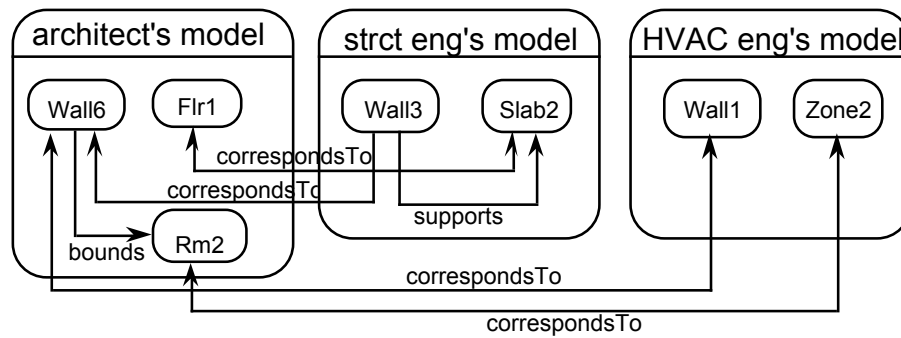 architect's model
strct eng's model
HVAC eng's model
Wall6
Flr1
Wall3
Slab2
Wall1
Zone2
correspondsTo
correspondsTo
supports
bounds
Rm2
correspondsTo
correspondsTo